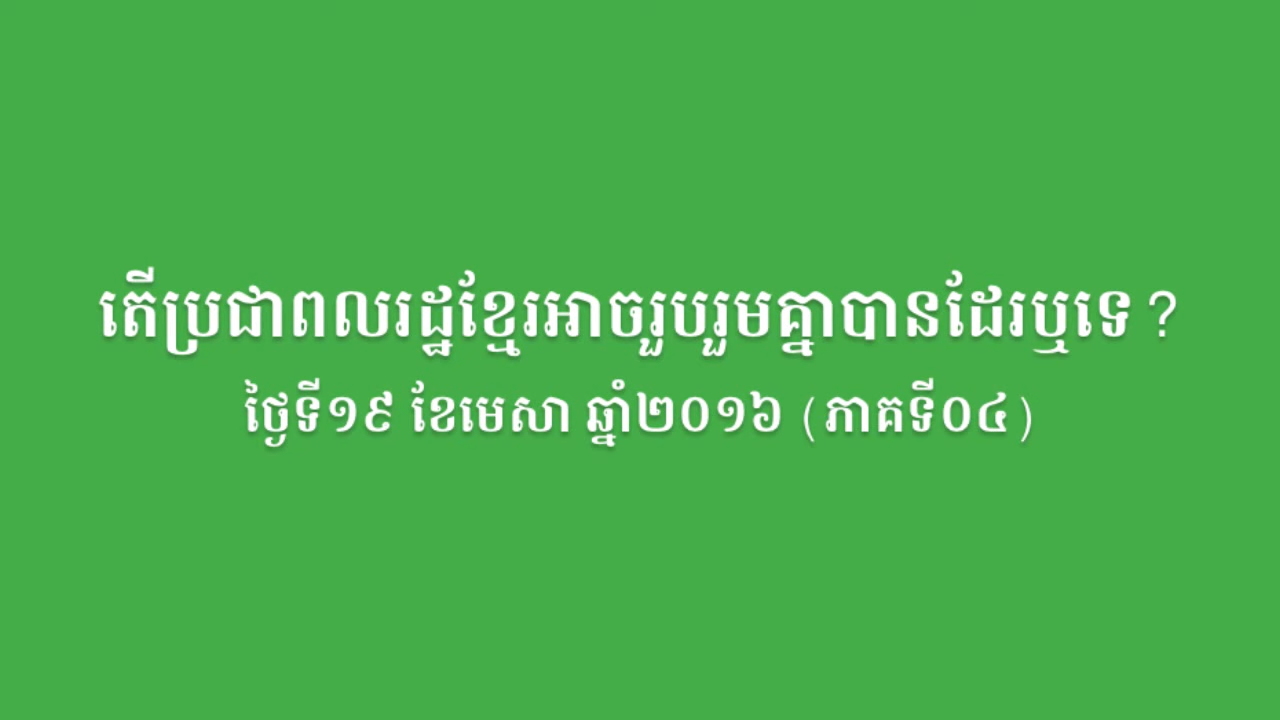 តើប្រជាពលរដ្ឋខ្មែរអាចរួបរួមគ្នាបានដែរឬទេ ?
ថ្ងៃទី១៩ ខែមេសា ឆ្នាំ២០១៦ (ភាគទី០៤)